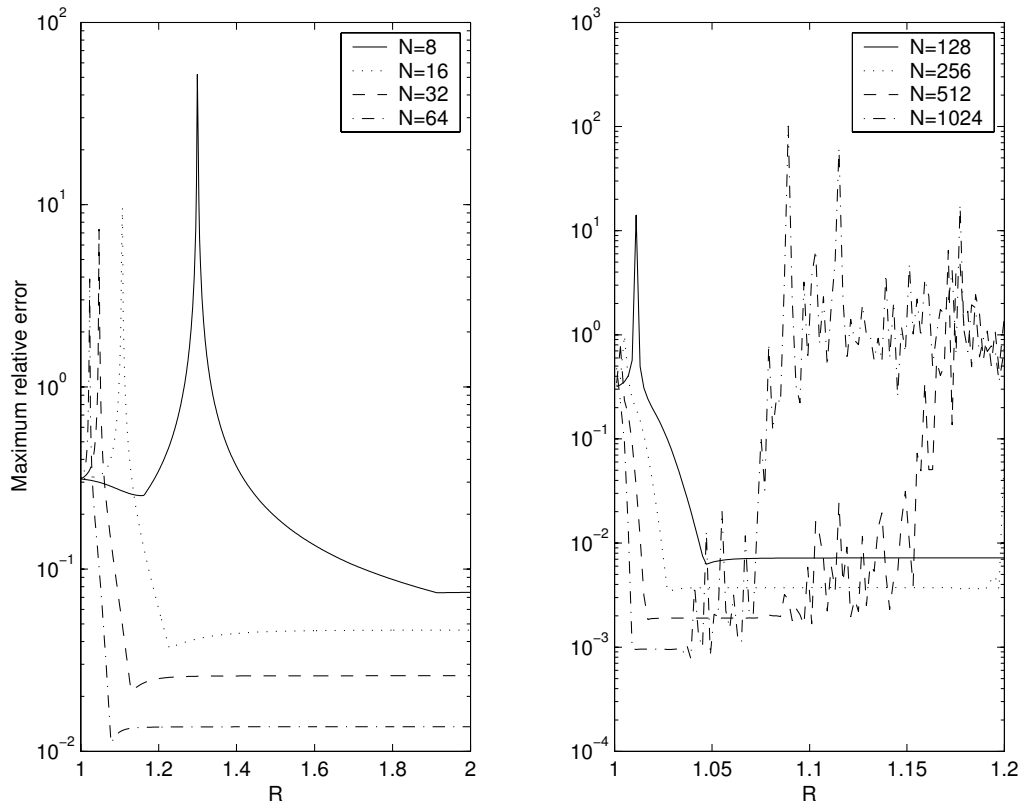 10^2
10^1
10^0
10^-1
10^-2
Maximum relative error
1
1.2
1.4
1.6
1.8
2
R
N=8
N=16
N=32
N=64
10^3
10^2
10^1
10^0
10^-1
10^-2
10^-3
10^-4
1
1.05
1.1
1.15
1.2
R
N=128
N=256
N=512
N=1024